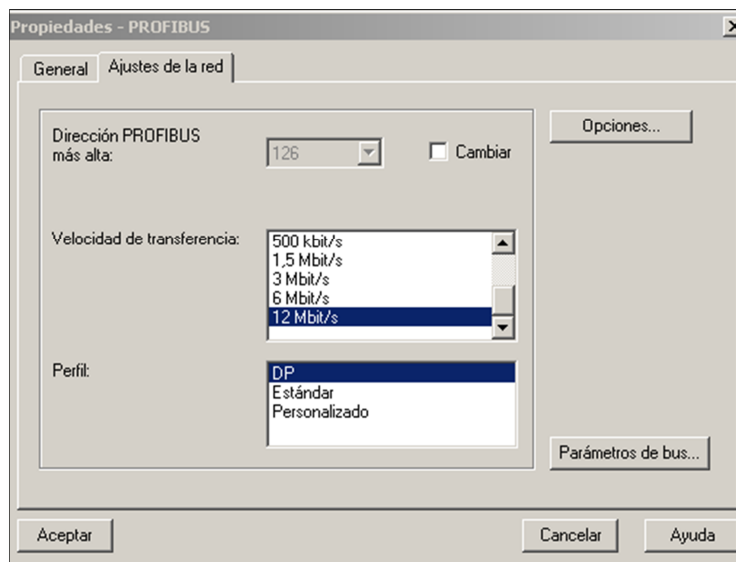 Propiedades - PROFIBUS
General
Ajustes de la red
Dirección PROFIBUS
más alta:
126
Cambiar
Opciones...
Velocidad de transferencia:
500 kbit/s
1,5 Mbit/s
3 Mbit/s
6 Mbit/s
12 Mbit/s
Perfil:
DP
Estándar
Personalizado
Parámetros de bus...
Aceptar
Cancelar
Ayuda